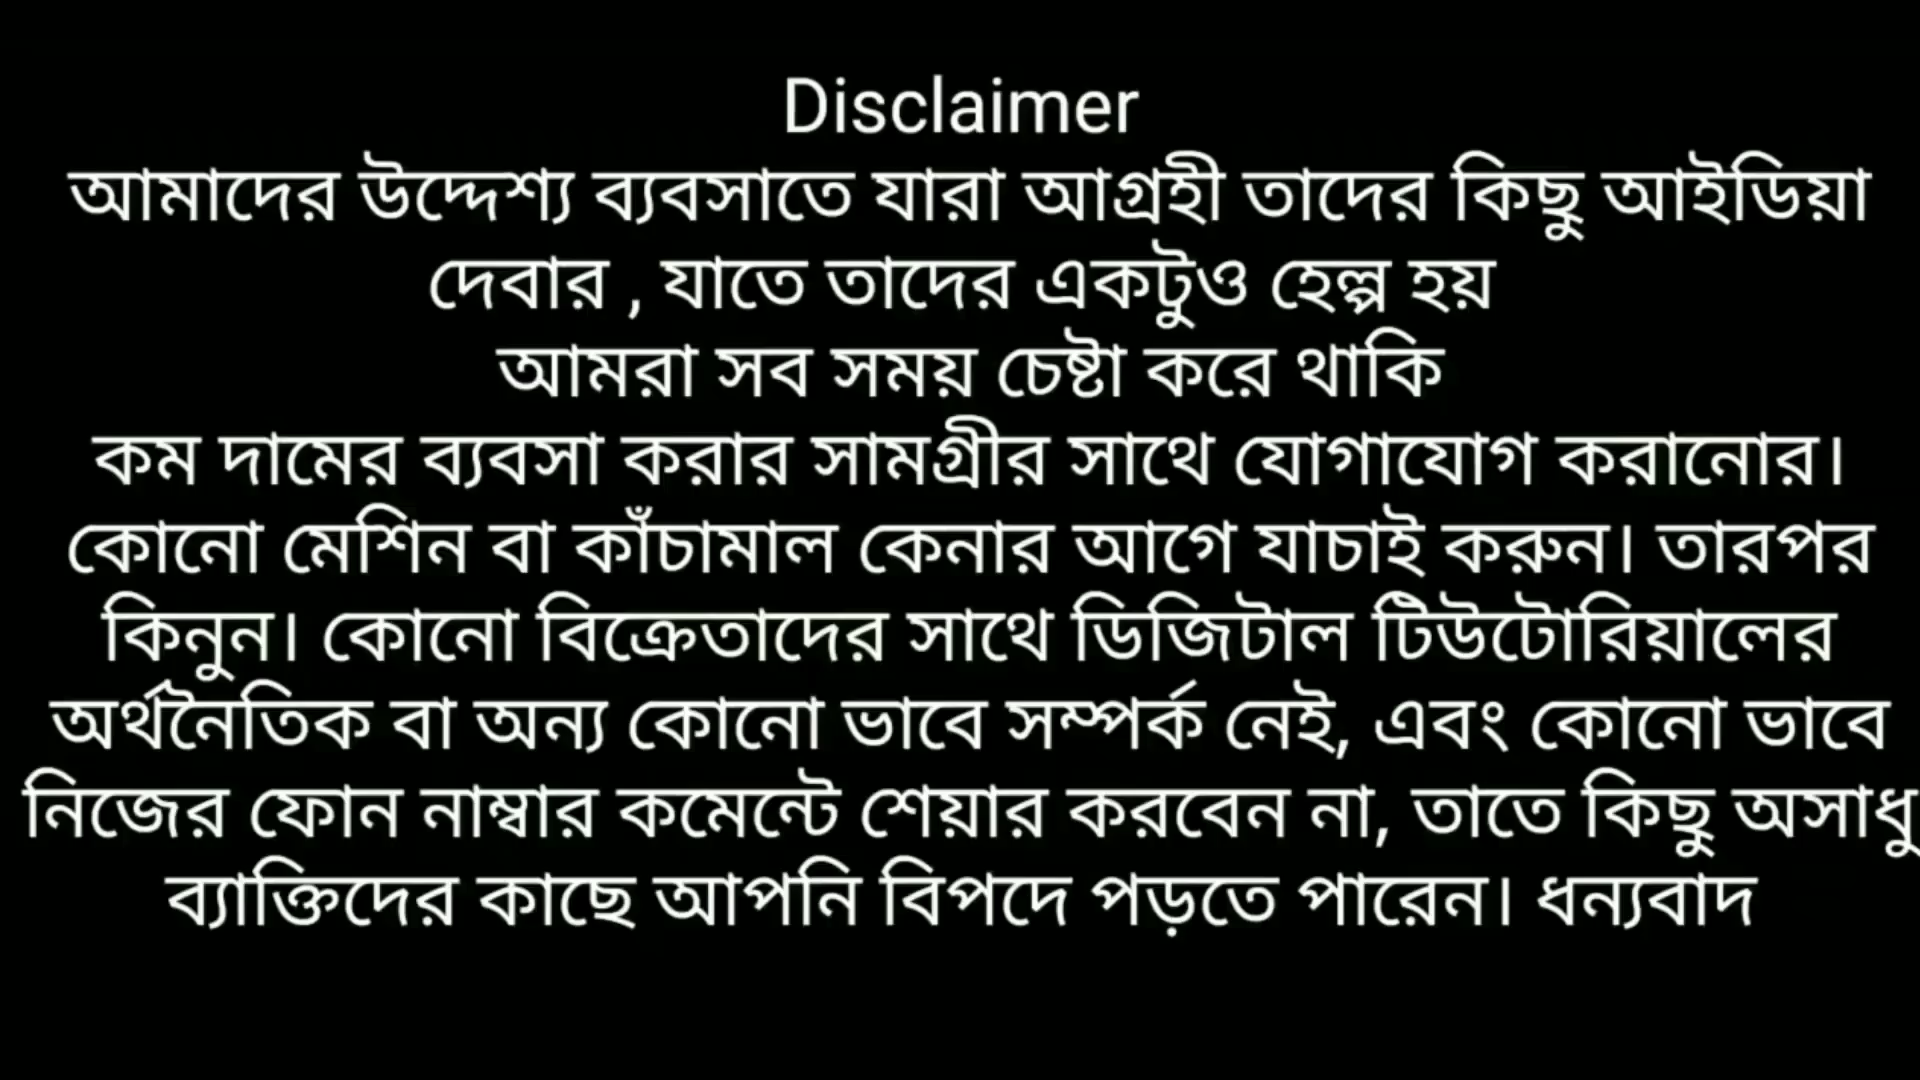 Disclaimer
আমাদের উদ্দেশ্য ব্যবসাতে যারা আগ্রহী তাদের কিছু আইডিয়া
দেবার , যাতে তাদের একটুও হেল্প হয়
আমরা সব সময় চেষ্টা করে থাকি
কম দামের ব্যবসা করার সামগ্রীর সাথে যোগাযোগ করানোর।
কোনো মেশিন বা কাঁচামাল কেনার আগে যাচাই করুন। তারপর
কিনুন। কোনো বিক্রেতাদের সাথে ডিজিটাল টিউটোরিয়ালের
অর্থনৈতিক বা অন্য কোনো ভাবে সম্পর্ক নেই, এবং কোনো ভাবে
নিজের ফোন নাম্বার কমেন্টে শেয়ার করবেন না, তাতে কিছু অসাধু
ব্যাক্তিদের কাছে আপনি বিপদে পড়তে পারেন। ধন্যবাদ